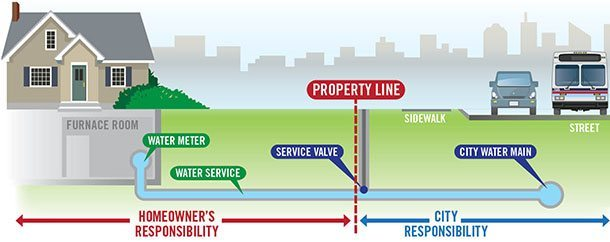 PROPERTY LINE
FURNACE ROOM
SIDEWALK
STREET
WATER METER
SERVICE VALVE
CITY WATER MAIN
WATER SERVICE
HOMEOWNER'S
RESPONSIBILITY
CITY
RESPONSIBILITY